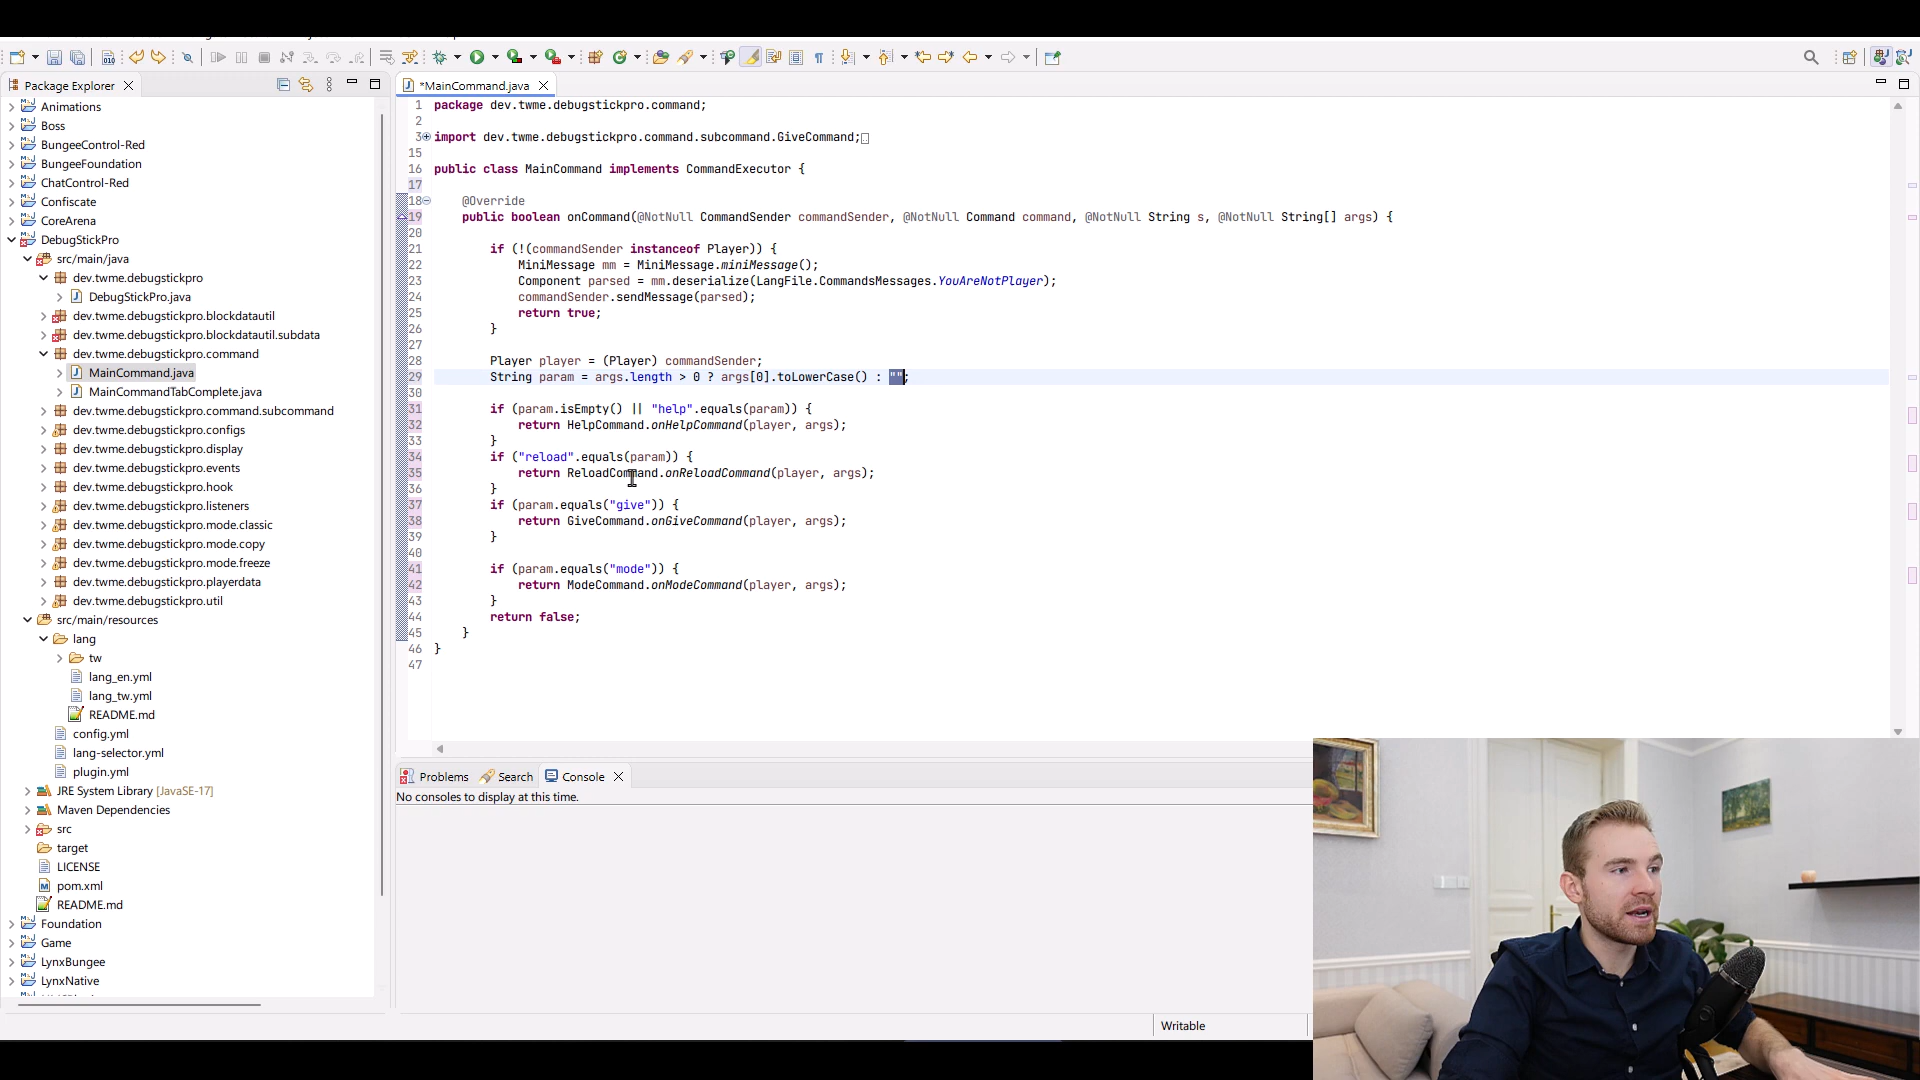 Package Explorer
Animations
Boss
BungeeControl-Red
BungeeFoundation
ChatControl-Red
Confiscate
CoreArena
DebugStickPro
src/main/java
dev.twme.debugstickpro
DebugStickPro.java
dev.twme.debugstickpro.blockdatautil
dev.twme.debugstickpro.blockdatautil.subdata
dev.twme.debugstickpro.command
MainCommand.java
MainCommandTabComplete.java
dev.twme.debugstickpro.command.subcommand
dev.twme.debugstickpro.configs
dev.twme.debugstickpro.display
dev.twme.debugstickpro.events
dev.twme.debugstickpro.hook
dev.twme.debugstickpro.listeners
dev.twme.debugstickpro.mode.classic
dev.twme.debugstickpro.mode.copy
dev.twme.debugstickpro.mode.freeze
dev.twme.debugstickpro.playerdata
dev.twme.debugstickpro.util
src/main/resources
lang
tw
lang_en.yml
lang_tw.yml
README.md
config.yml
lang-selector.yml
plugin.yml
JRE System Library [JavaSE-17]
Maven Dependencies
src
target
LICENSE
pom.xml
README.md
Foundation
Game
LynxBungee
LynxNative
*MainCommand.java
1 package dev.twme.debugstickpro.command;
2
3 import dev.twme.debugstickpro.command.subcommand.GiveCommand;
15
16 public class MainCommand implements CommandExecutor {
17
18 @Override
19 public boolean onCommand(@NotNull CommandSender commandSender, @NotNull Command command, @NotNull String s, @NotNull String[] args) {
20
21 if (!(commandSender instanceof Player)) {
22 MiniMessage mm = MiniMessage.miniMessage();
23 Component parsed = mm.deserialize(LangFile.CommandsMessages.YouAreNotPlayer);
24 commandSender.sendMessage(parsed);
25 return true;
26 }
27
28 Player player = (Player) commandSender;
29 String param = args.length > 0 ? args[0].toLowerCase() : "";
30
31 if (param.isEmpty() || "help".equals(param)) {
32 return HelpCommand.onHelpCommand(player, args);
33 }
34 if ("reload".equals(param)) {
35 return ReloadCommand.onReloadCommand(player, args);
36 }
37 if (param.equals("give")) {
38 return GiveCommand.onGiveCommand(player, args);
39 }
40
41 if (param.equals("mode")) {
42 return ModeCommand.onModeCommand(player, args);
43 }
44 return false;
45 }
46 }
47
Problems Search Console
No consoles to display at this time.
Writable